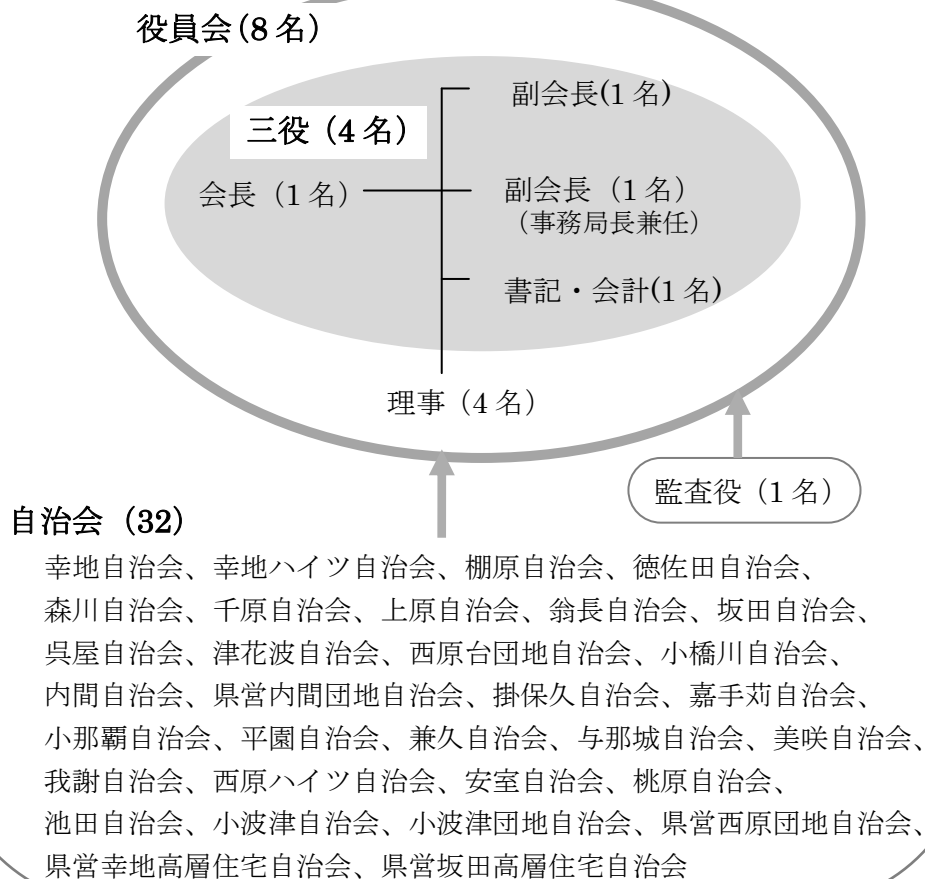 役員会(8名)
副会長(1名)
三役（4名）
会長（1名）
副会長（1名）
（事務局長兼任）
書記・会計(1名)
理事（4名）
監査役（1名）
自治会（32）
幸地自治会、幸地ハイツ自治会、棚原自治会、徳佐田自治会、
森川自治会、千原自治会、上原自治会、翁長自治会、坂田自治会、
呉屋自治会、津花波自治会、西原台団地自治会、小橋川自治会、
内間自治会、県営内間団地自治会、掛保久自治会、嘉手苅自治会、
小那覇自治会、平園自治会、兼久自治会、与那城自治会、美咲自治会、
我謝自治会、西原ハイツ自治会、安室自治会、桃原自治会、
池田自治会、小波津自治会、小波津団地自治会、県営西原団地自治会、
県営幸地高層住宅自治会、県営坂田高層住宅自治会